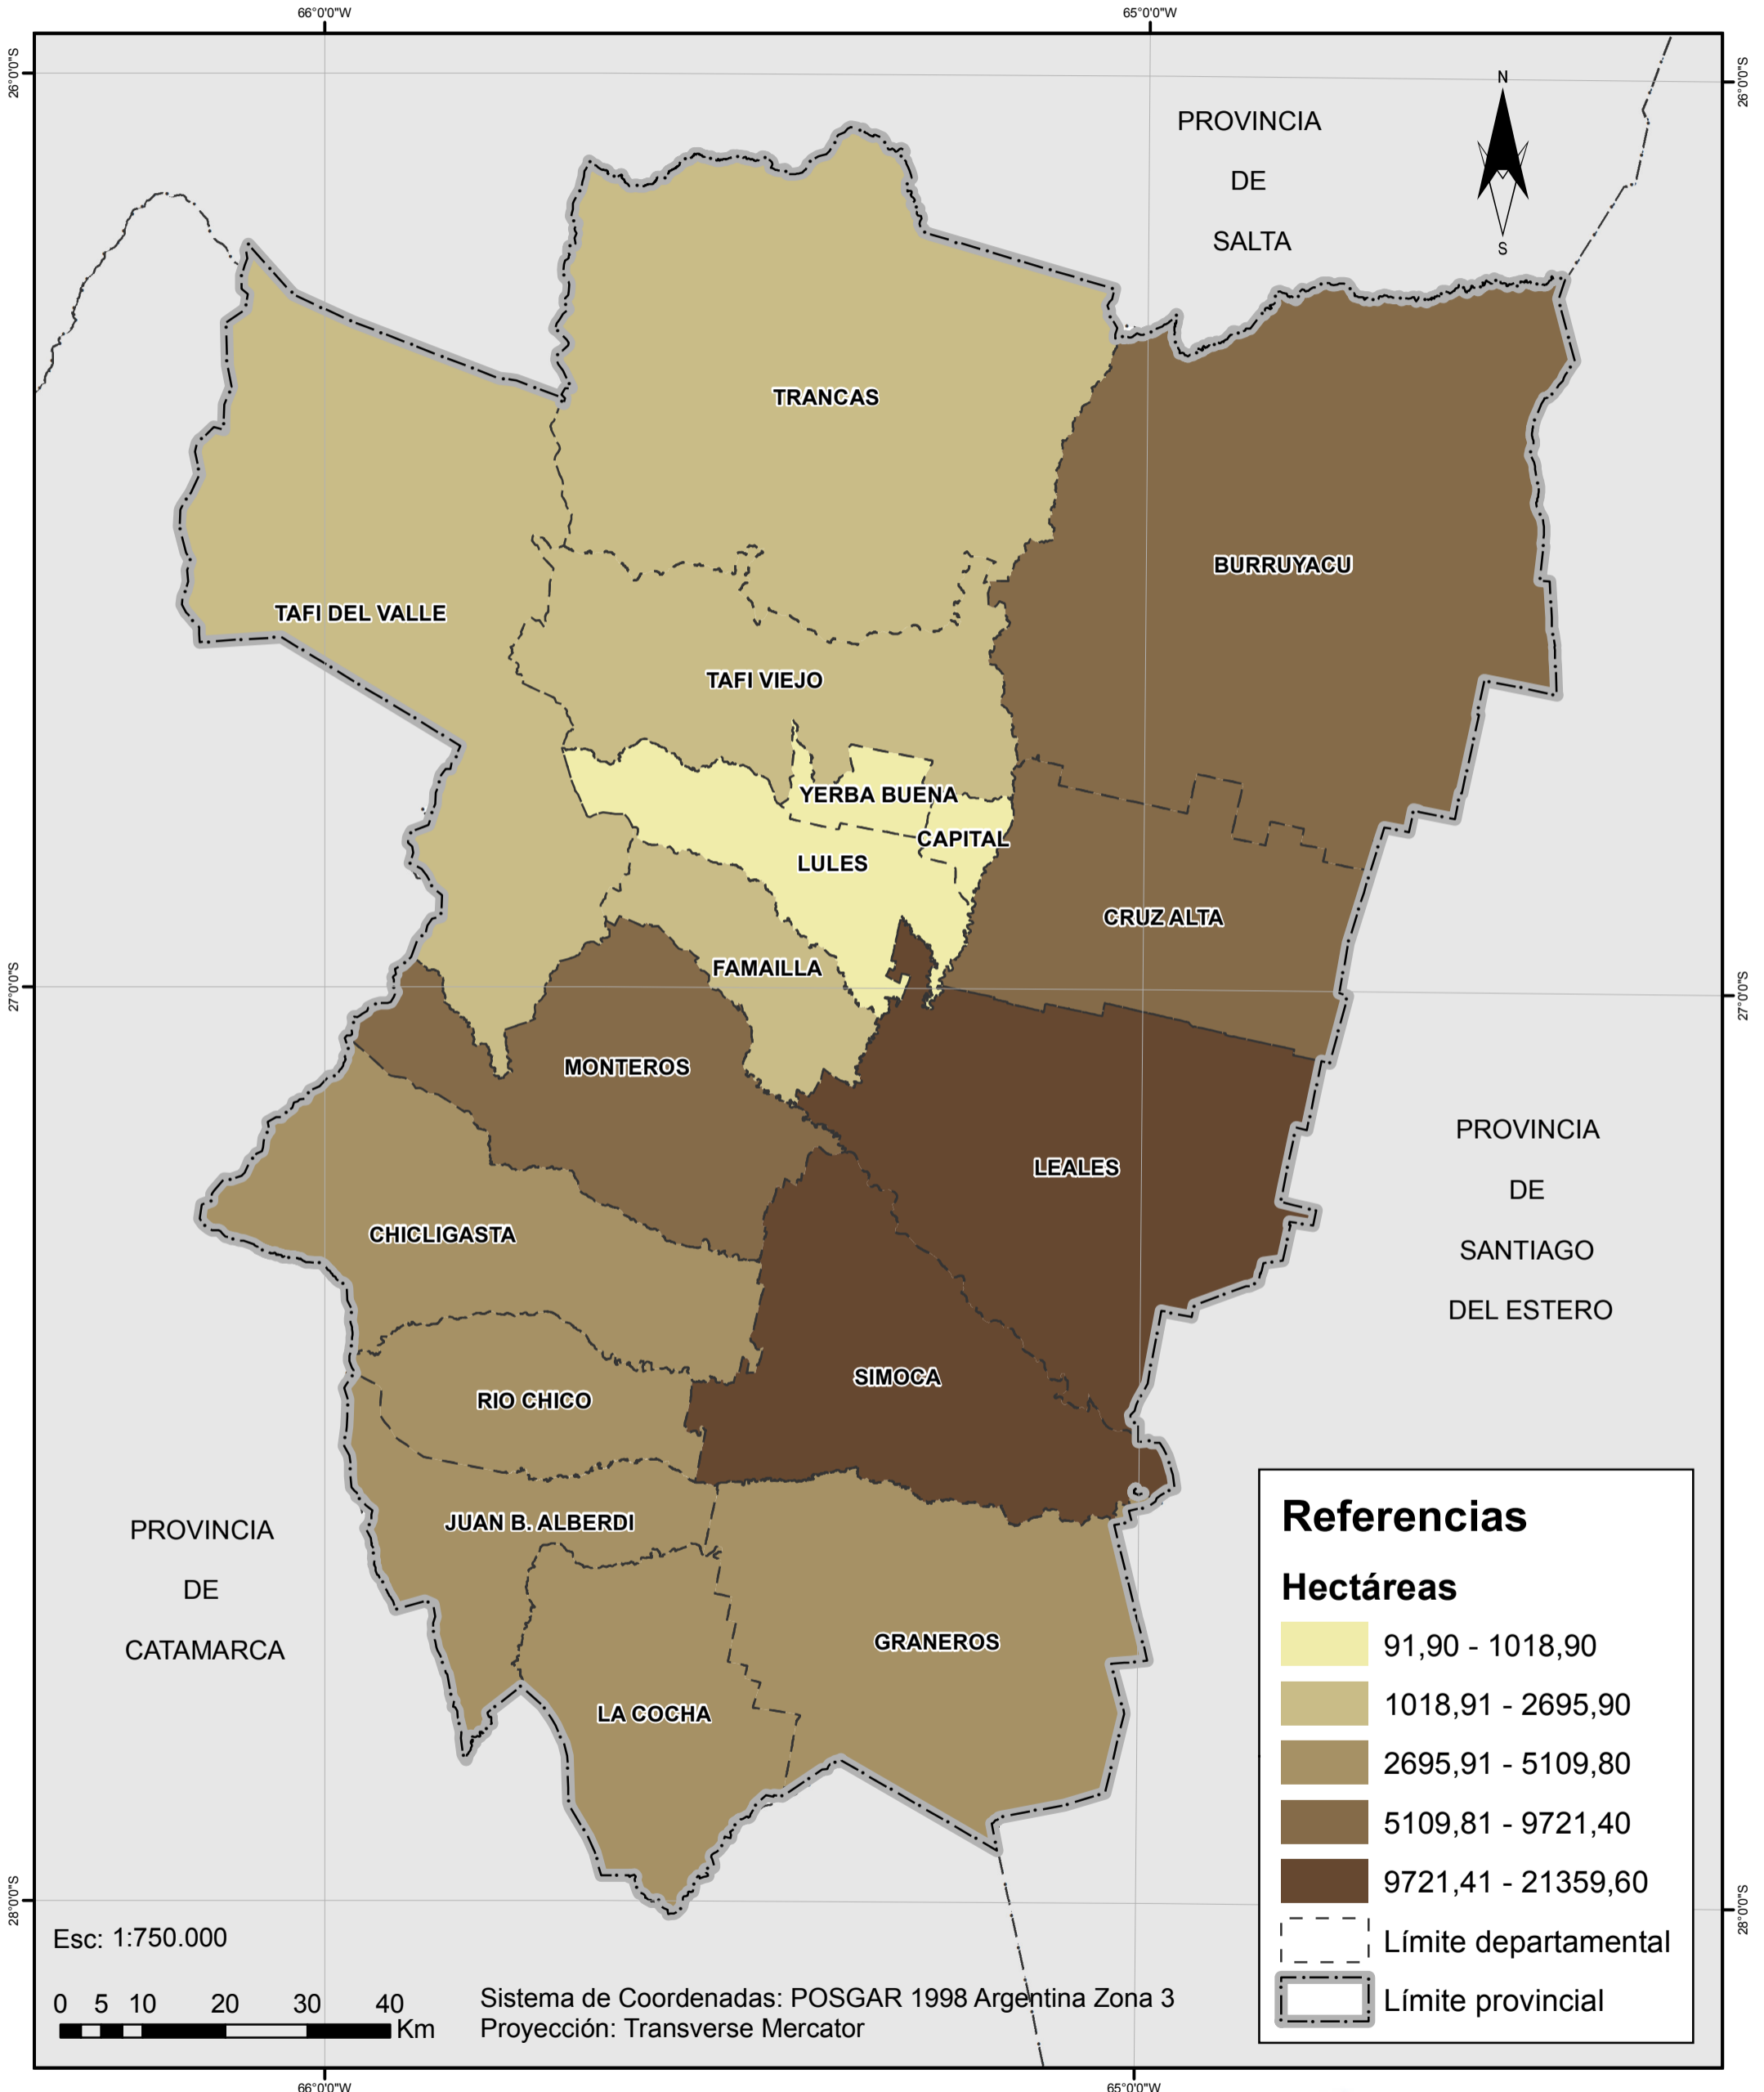 66°0'0"W
65°0'0"W
26°0'0"S
26°0'0"S
N
S
PROVINCIA
DE
SALTA
TRANCAS
BURRUYACU
TAFI DEL VALLE
TAFI VIEJO
YERBA BUENA
CAPITAL
LULES
CRUZ ALTA
FAMAILLA
27°0'0"S
27°0'0"S
MONTEROS
LEALES
PROVINCIA
DE
SANTIAGO
DEL ESTERO
CHICLIGASTA
SIMOCA
RIO CHICO
JUAN B. ALBERDI
PROVINCIA
DE
CATAMARCA
GRANEROS
LA COCHA
Referencias
Hectáreas
91,90 - 1018,90
1018,91 - 2695,90
2695,91 - 5109,80
5109,81 - 9721,40
9721,41 - 21359,60
Límite departamental
Límite provincial
28°0'0"S
28°0'0"S
Esc: 1:750.000
0 5 10 20 30 40
Km
Sistema de Coordenadas: POSGAR 1998 Argentina Zona 3
Proyección: Transverse Mercator
66°0'0"W
65°0'0"W